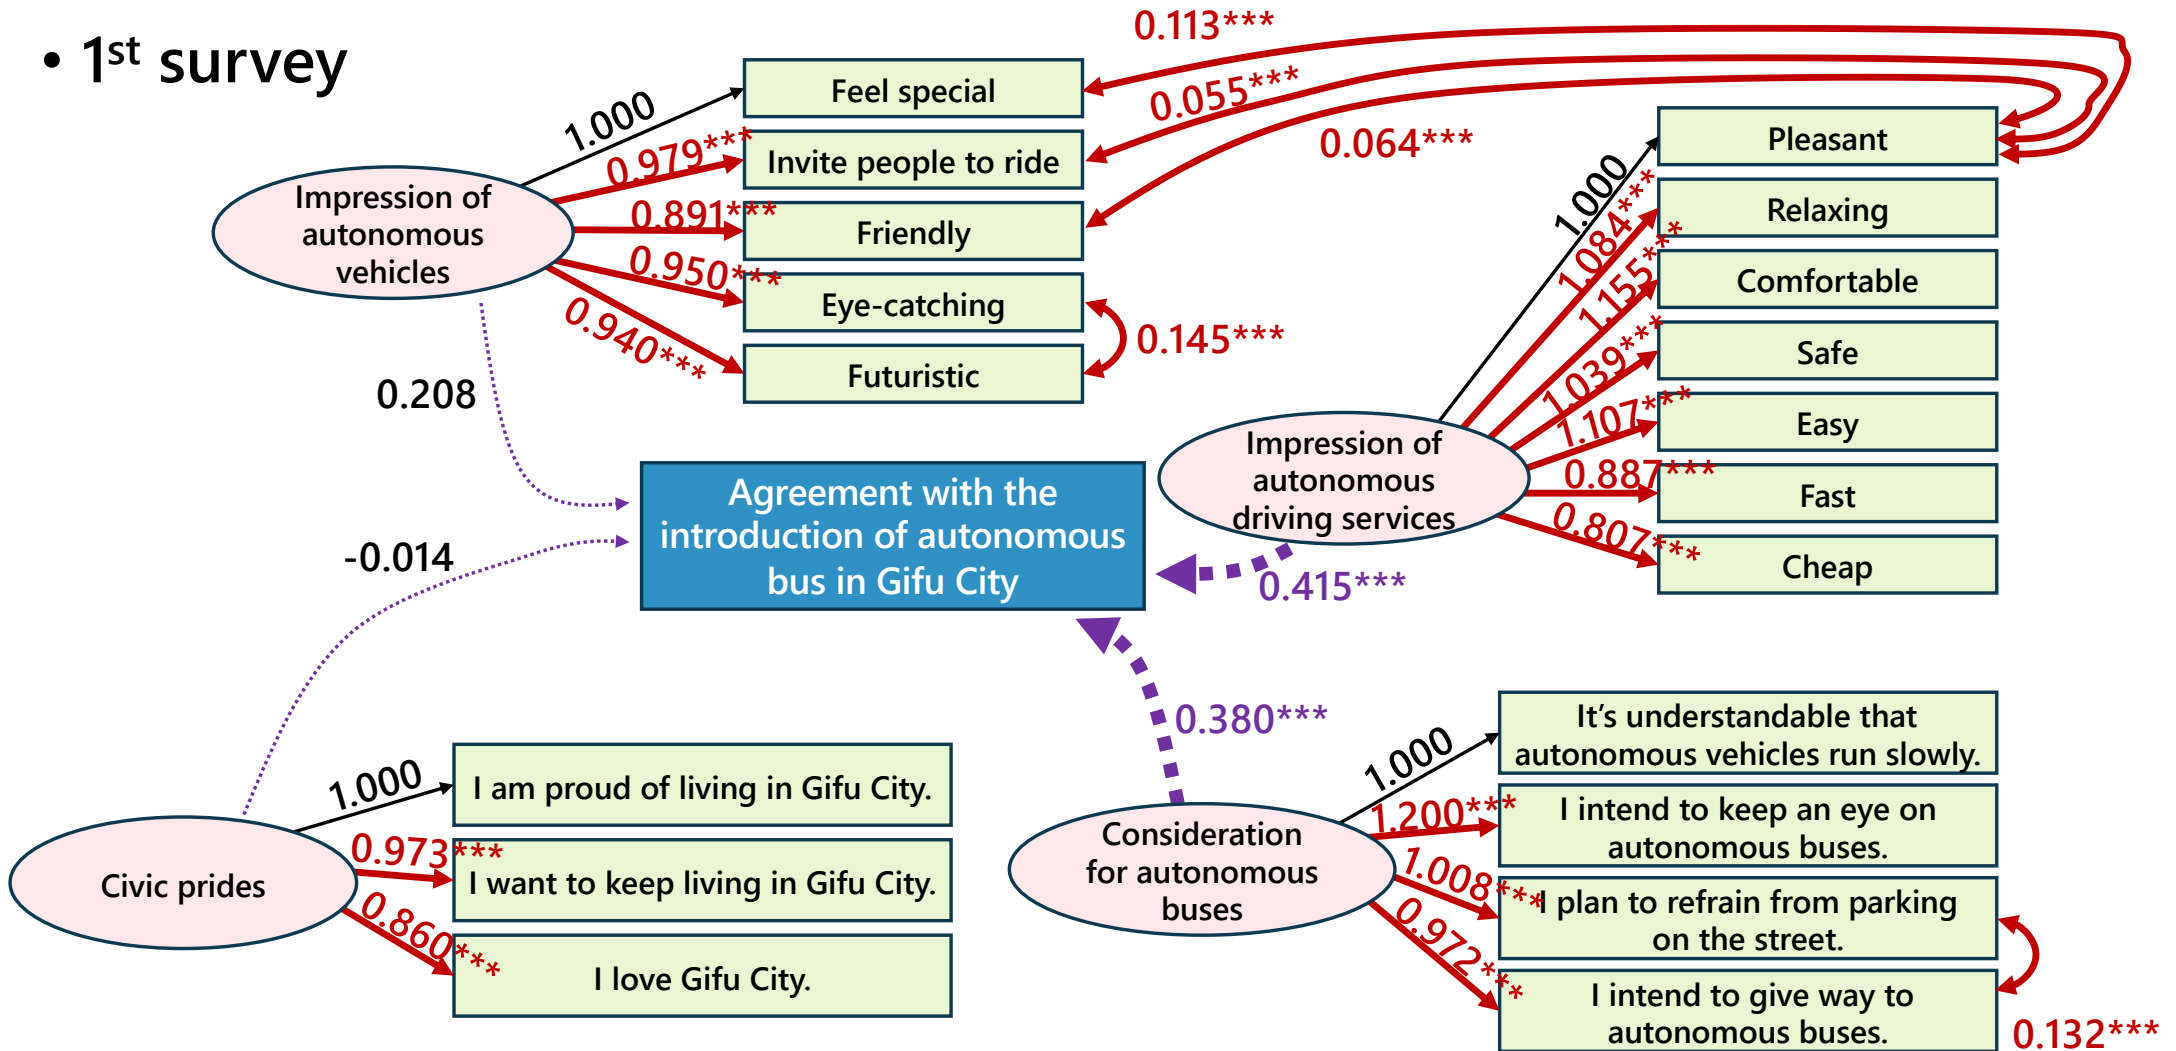 • 1st survey
0.113***
0.055***
0.064***
1.000
0.979***
0.891***
0.950***
0.940***
Feel special
Invite people to ride
Friendly
Eye-catching
Futuristic
0.145***
Impression of
autonomous
vehicles
0.208
1.000
1.084***
1.155***
1.039***
1.107***
0.887***
0.807***
Pleasant
Relaxing
Comfortable
Safe
Easy
Fast
Cheap
Impression of
autonomous
driving services
0.415***
Agreement with the
introduction of autonomous
bus in Gifu City
-0.014
0.380***
Civic prides
1.000
0.973***
0.860***
I am proud of living in Gifu City.
I want to keep living in Gifu City.
I love Gifu City.
Consideration
for autonomous
buses
1.000
1.200***
1.008***
0.972***
It’s understandable that
autonomous vehicles run slowly.
I intend to keep an eye on
autonomous buses.
I plan to refrain from parking
on the street.
I intend to give way to
autonomous buses.
0.132***